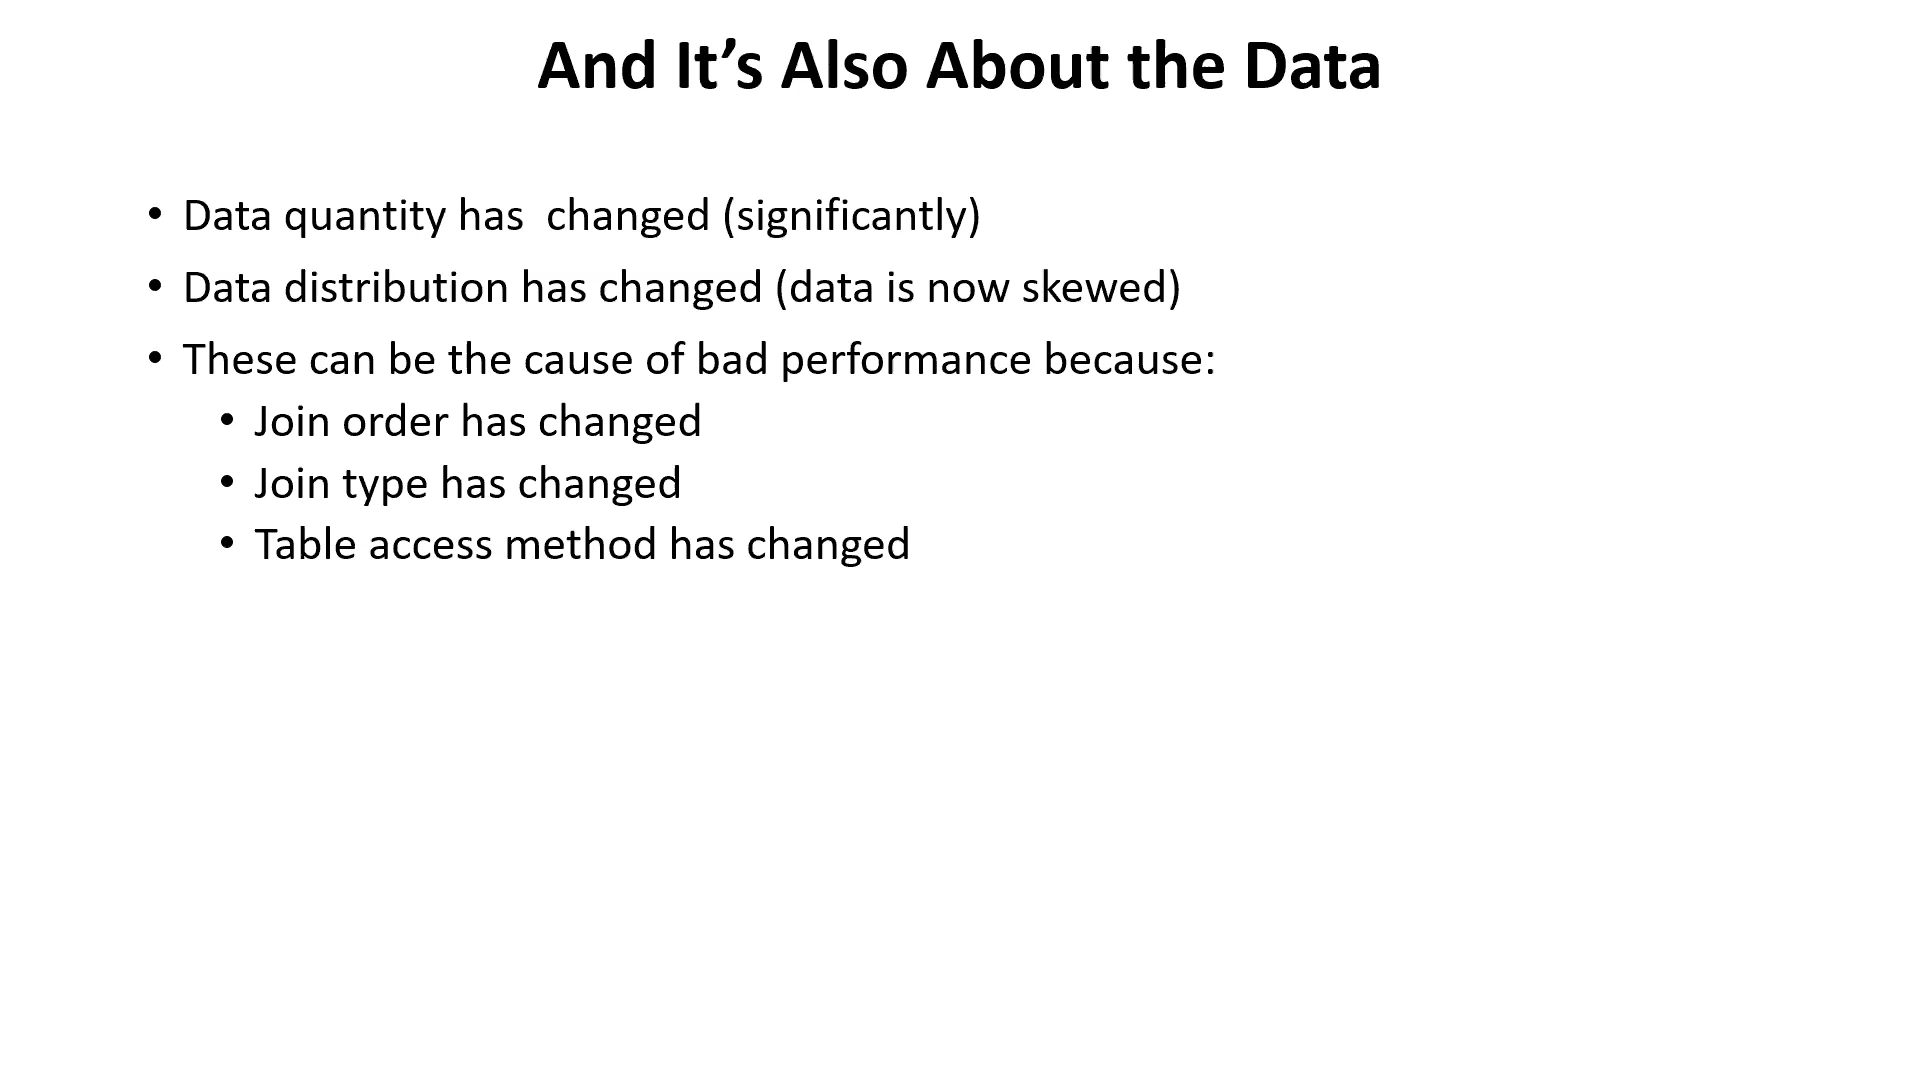 And It’s Also About the Data
• Data quantity has  changed (significantly)
• Data distribution has changed (data is now skewed)
• These can be the cause of bad performance because:
• Join order has changed
• Join type has changed
• Table access method has changed